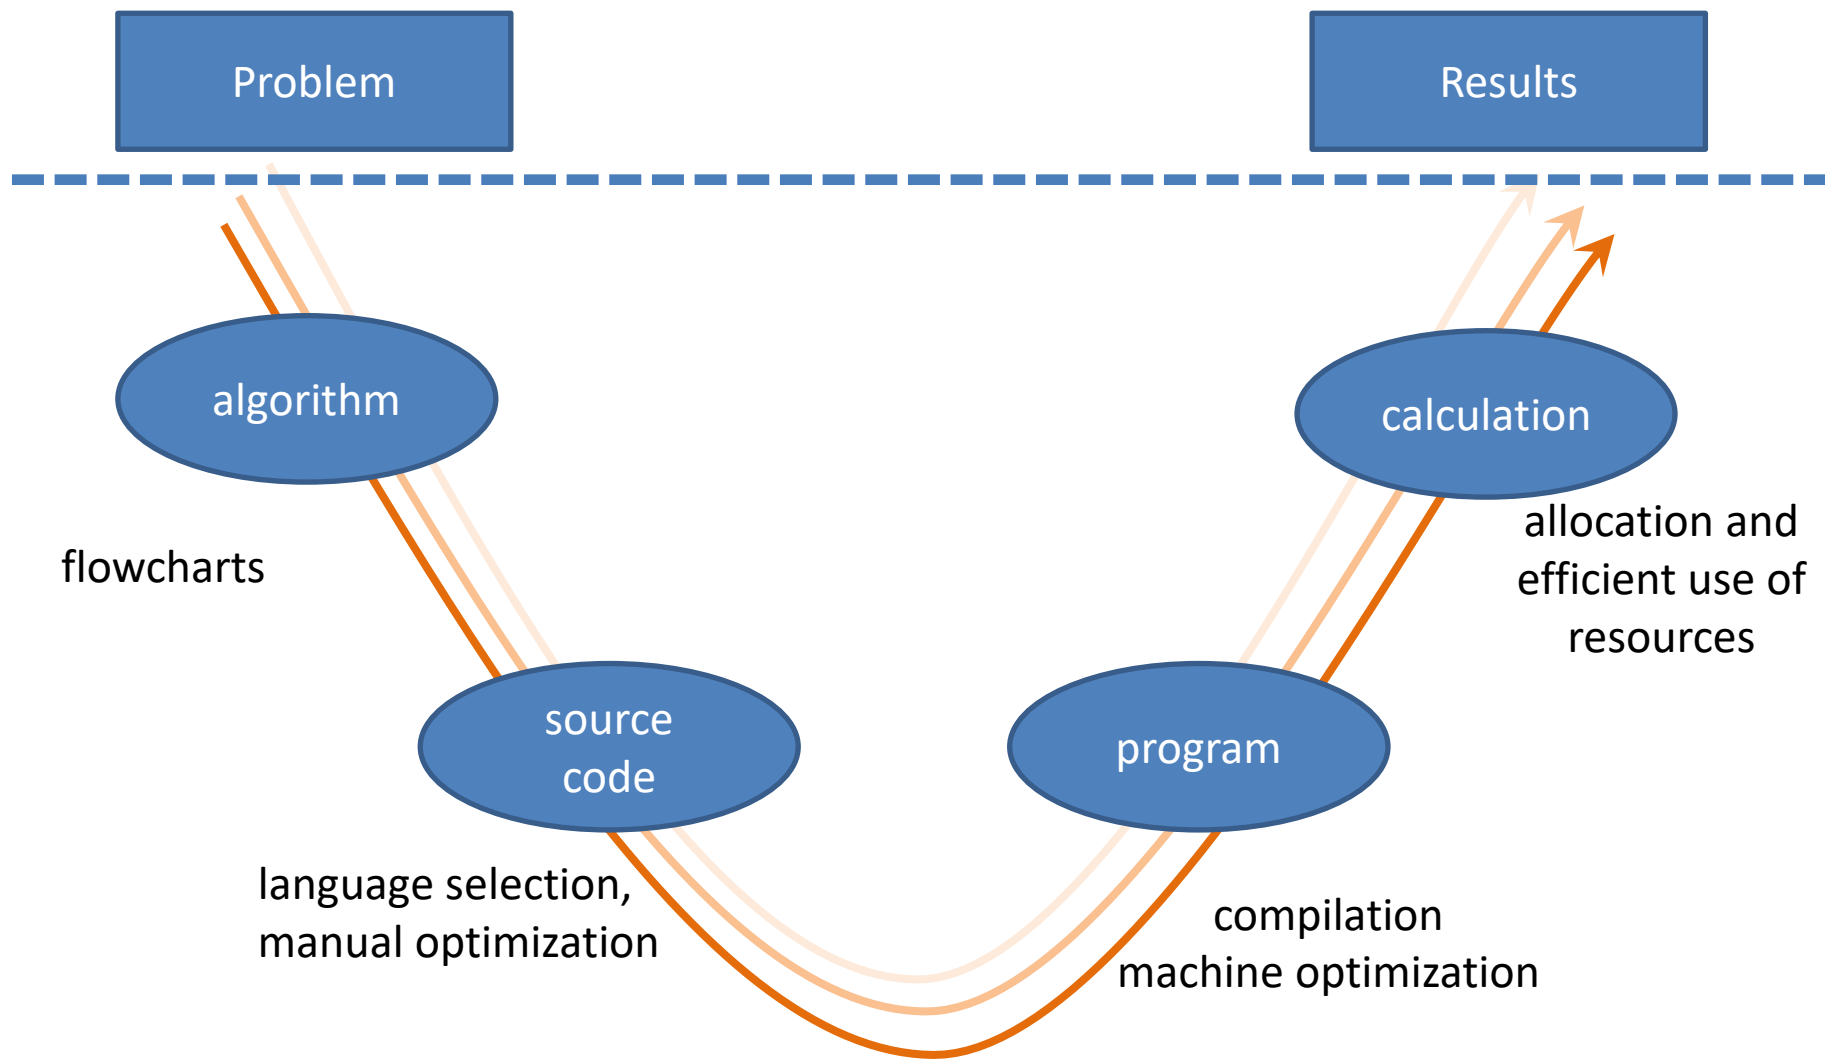 Problem
Results
algorithm
calculation
flowcharts
allocation and
efficient use of
resources
source
code
program
language selection,
manual optimization
compilation
machine optimization